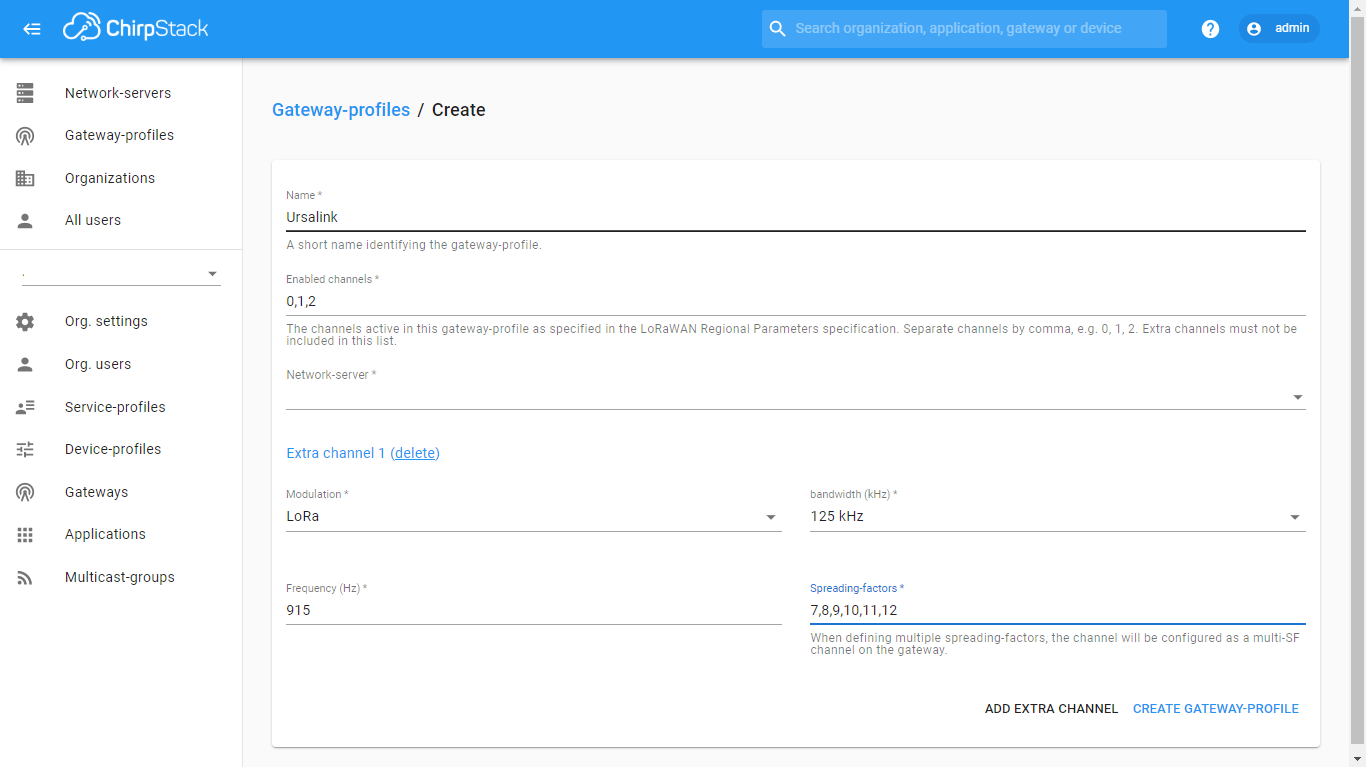 ChirpStack
Search organization, application, gateway or device
? admin
Network-servers
Gateway-profiles
Organizations
All users
.
Org. settings
Org. users
Service-profiles
Device-profiles
Gateways
Applications
Multicast-groups
Gateway-profiles / Create
Name *
Ursalink
A short name identifying the gateway-profile.
Enabled channels *
0,1,2
The channels active in this gateway-profile as specified in the LoRaWAN Regional Parameters specification. Separate channels by comma, e.g. 0, 1, 2. Extra channels must not be
included in this list.
Network-server *
Extra channel 1 (delete)
Modulation *
LoRa
bandwidth (kHz) *
125 kHz
Frequency (Hz) *
915
Spreading-factors *
7,8,9,10,11,12
When defining multiple spreading-factors, the channel will be configured as a multi-SF
channel on the gateway.
ADD EXTRA CHANNEL CREATE GATEWAY-PROFILE